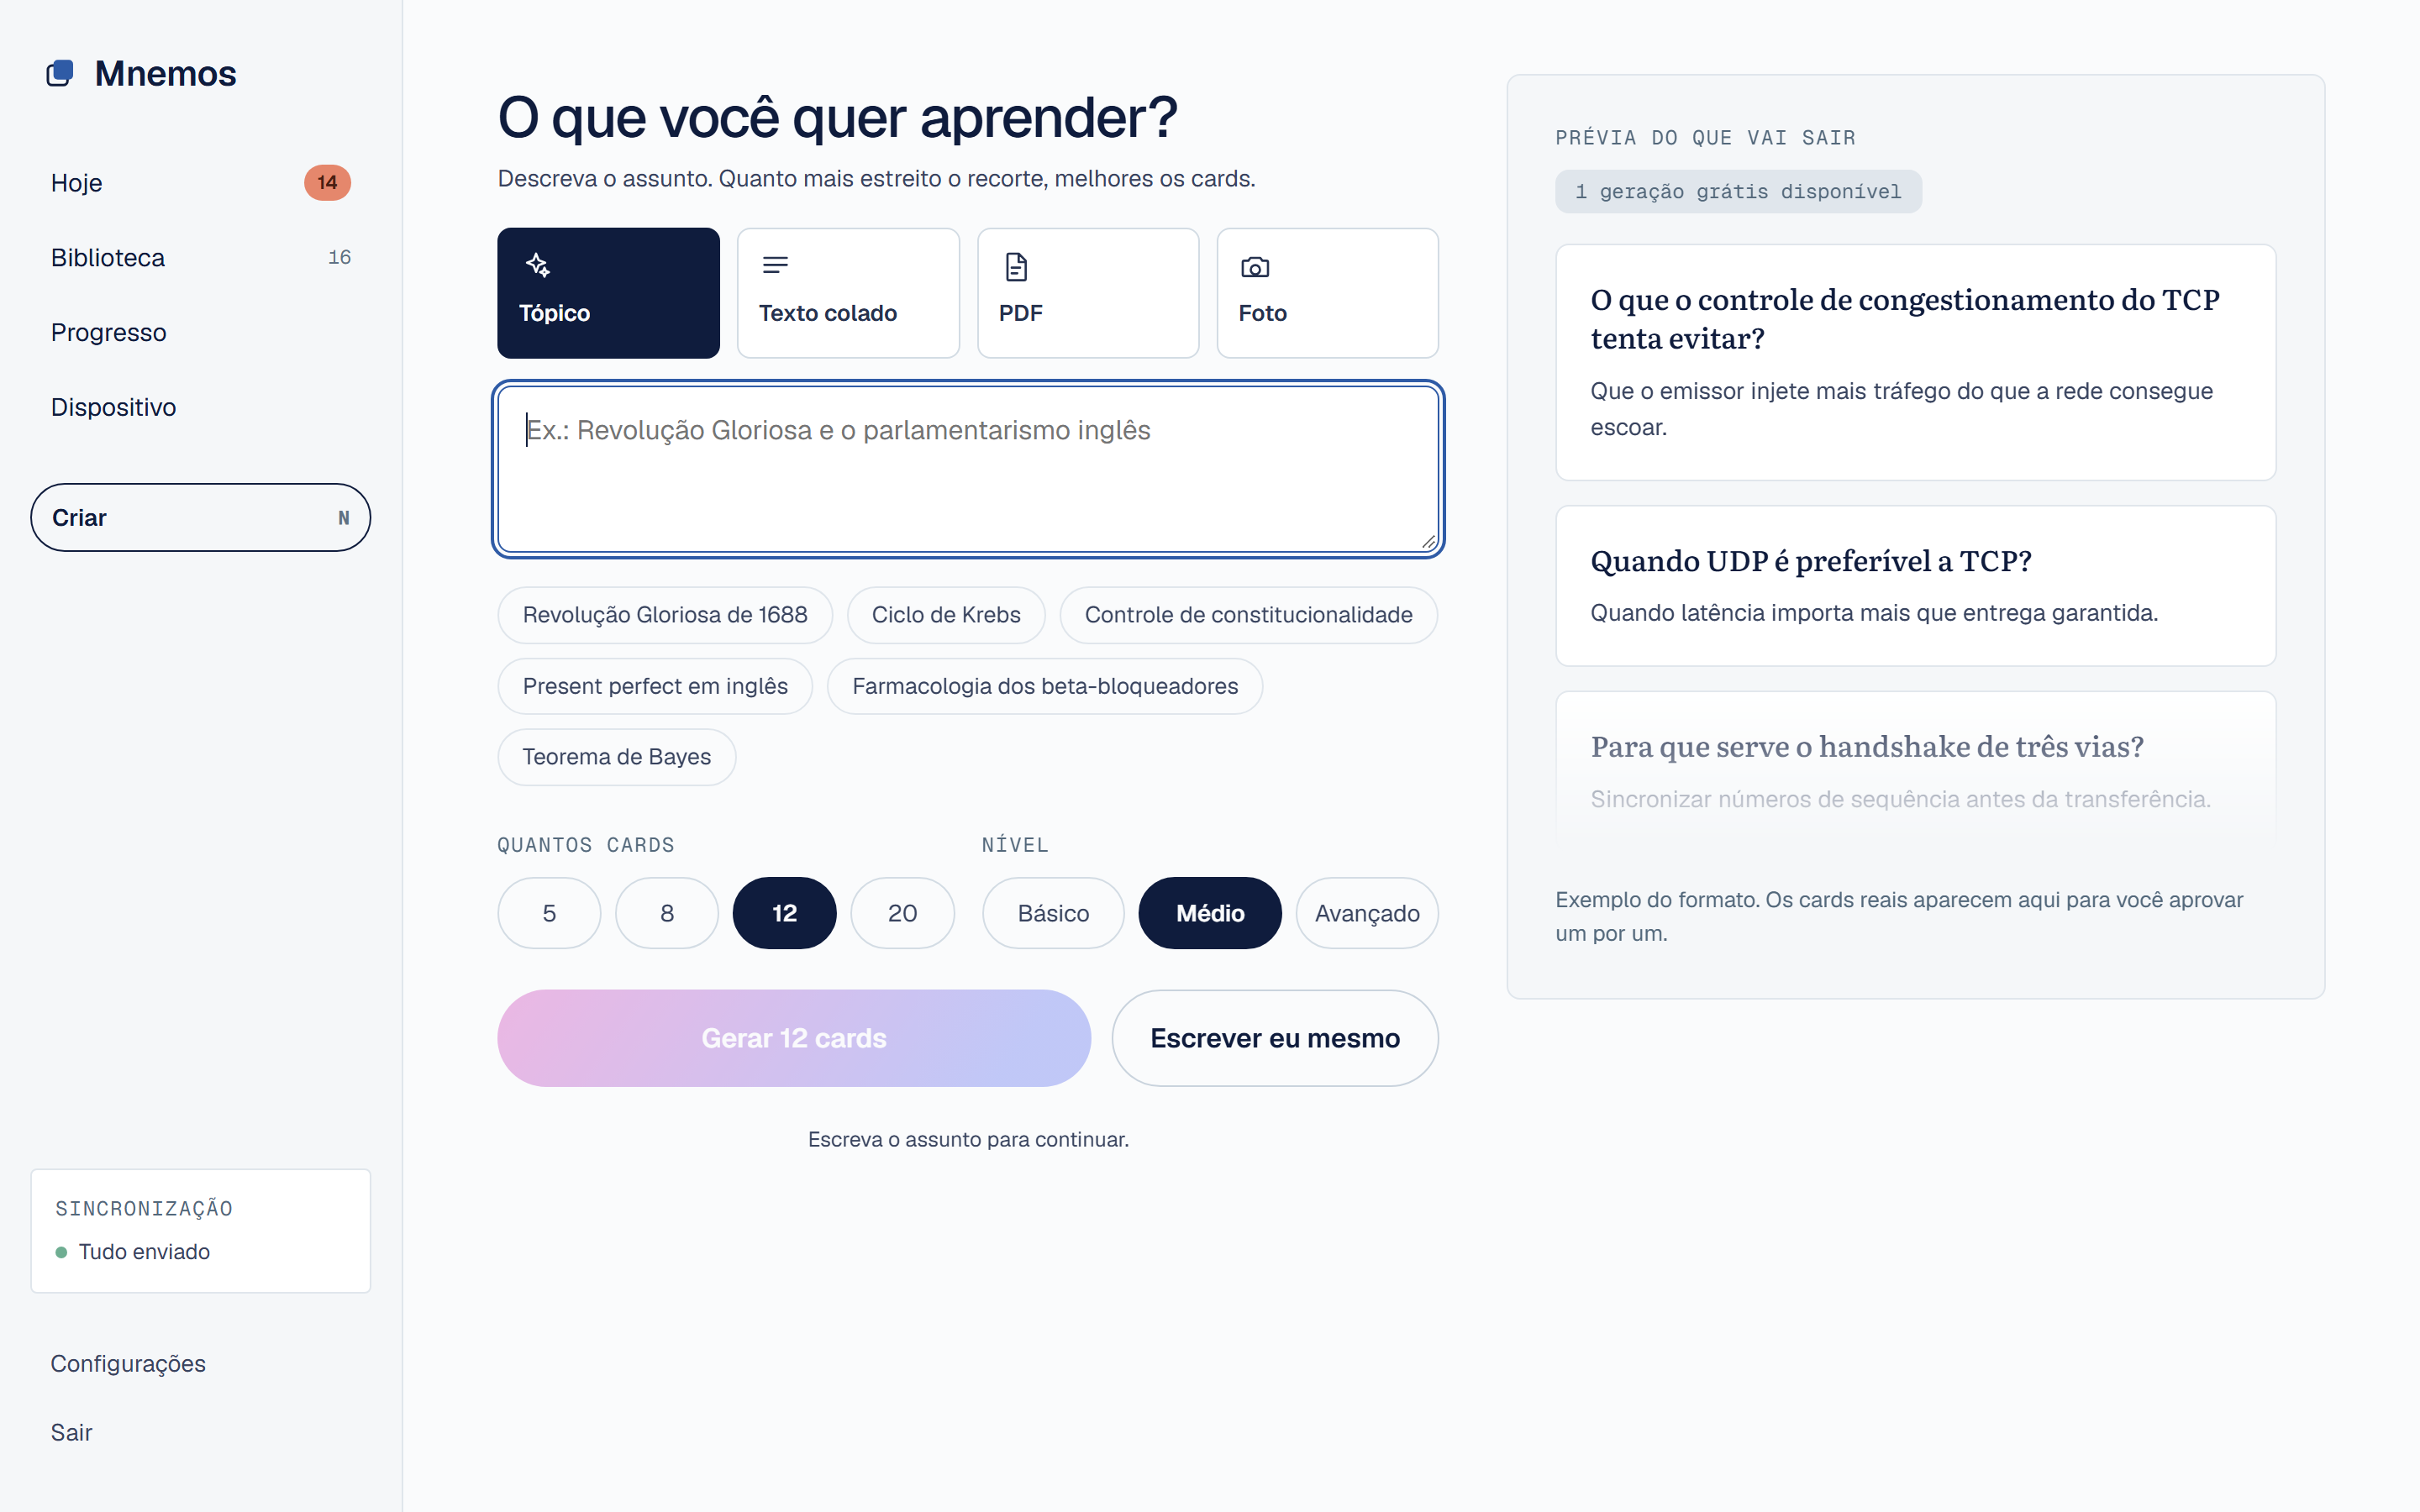 Mnemos
Hoje 14
Biblioteca 16
Progresso
Dispositivo
Criar N
SINCRONIZAÇÃO
Tudo enviado
Configurações
Sair
O que você quer aprender?
Descreva o assunto. Quanto mais estreito o recorte, melhores os cards.
Tópico Texto colado PDF Foto
Ex.: Revolução Gloriosa e o parlamentarismo inglês
Revolução Gloriosa de 1688 Ciclo de Krebs Controle de constitucionalidade
Present perfect em inglês Farmacologia dos beta-bloqueadores
Teorema de Bayes
QUANTOS CARDS NÍVEL
5 8 12 20 Básico Médio Avançado
Gerar 12 cards Escrever eu mesmo
Escreva o assunto para continuar.
PRÉVIA DO QUE VAI SAIR
1 geração grátis disponível
O que o controle de congestionamento do TCP
tenta evitar?
Que o emissor injete mais tráfego do que a rede consegue
escoar.
Quando UDP é preferível a TCP?
Quando latência importa mais que entrega garantida.
Para que serve o handshake de três vias?
Sincronizar números de sequência antes da transferência.
Exemplo do formato. Os cards reais aparecem aqui para você aprovar
um por um.